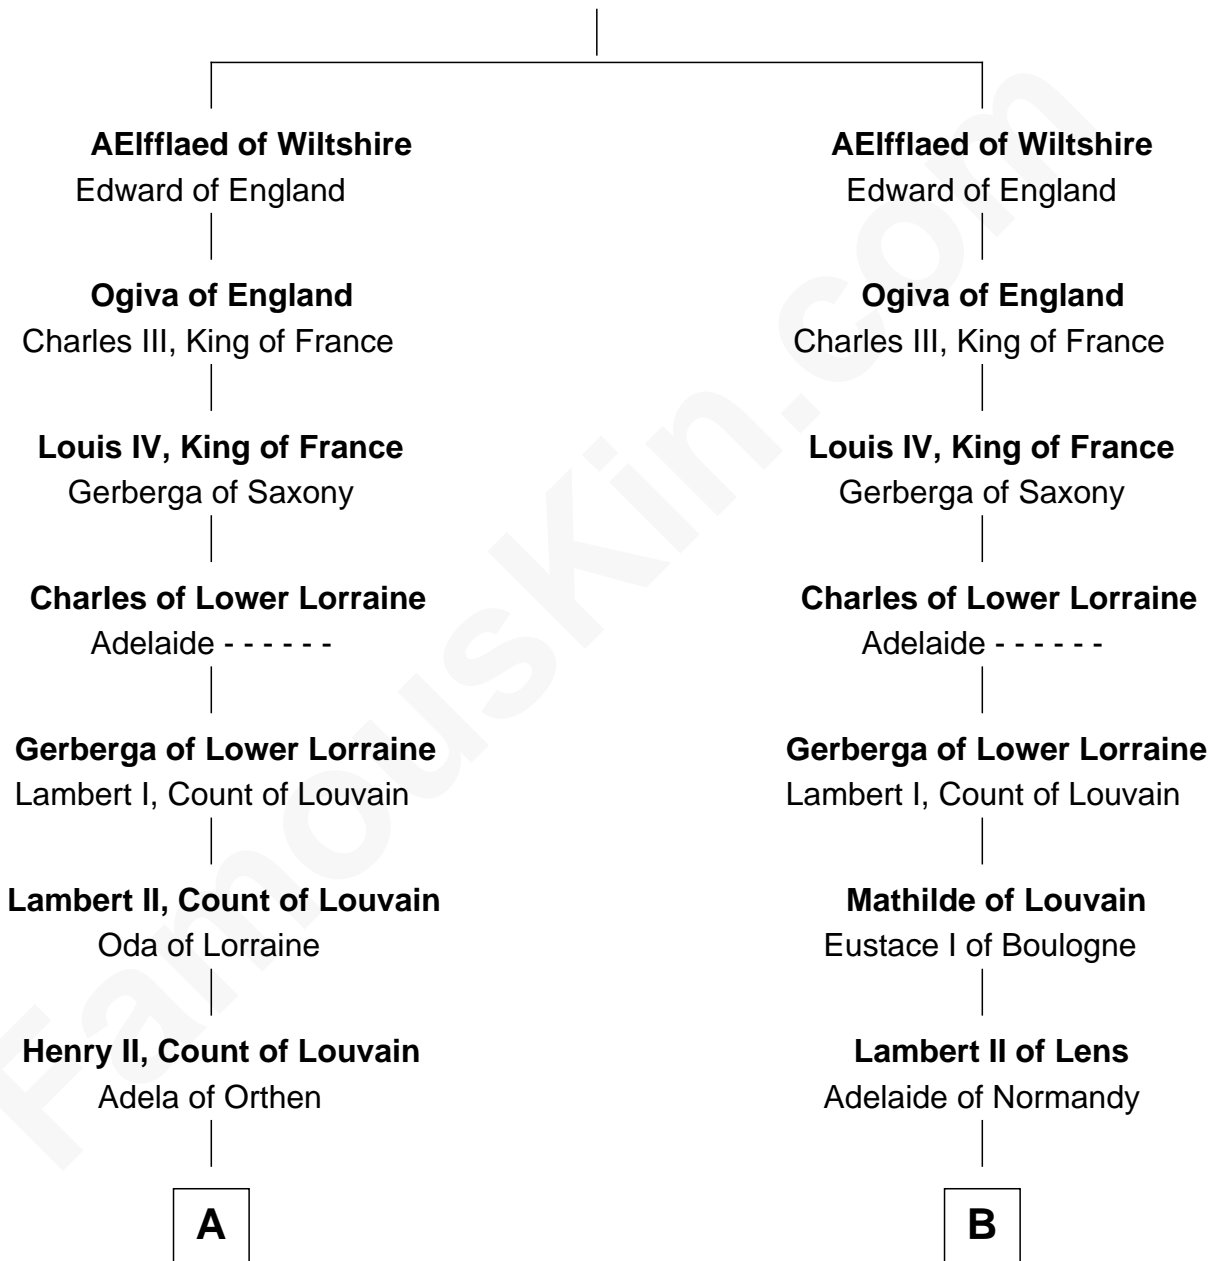 AElfflaed of Wiltshire
Edward of England
Ogiva of England
Charles III, King of France
Louis IV, King of France
Gerberga of Saxony
Charles of Lower Lorraine
Adelaide - - - - - -
Gerberga of Lower Lorraine
Lambert I, Count of Louvain
Lambert II, Count of Louvain
Oda of Lorraine
Henry II, Count of Louvain
Adela of Orthen
A
AElfflaed of Wiltshire
Edward of England
Ogiva of England
Charles III, King of France
Louis IV, King of France
Gerberga of Saxony
Charles of Lower Lorraine
Adelaide - - - - - -
Gerberga of Lower Lorraine
Lambert I, Count of Louvain
Mathilde of Louvain
Eustace I of Boulogne
Lambert II of Lens
Adelaide of Normandy
B
FamousKin.com